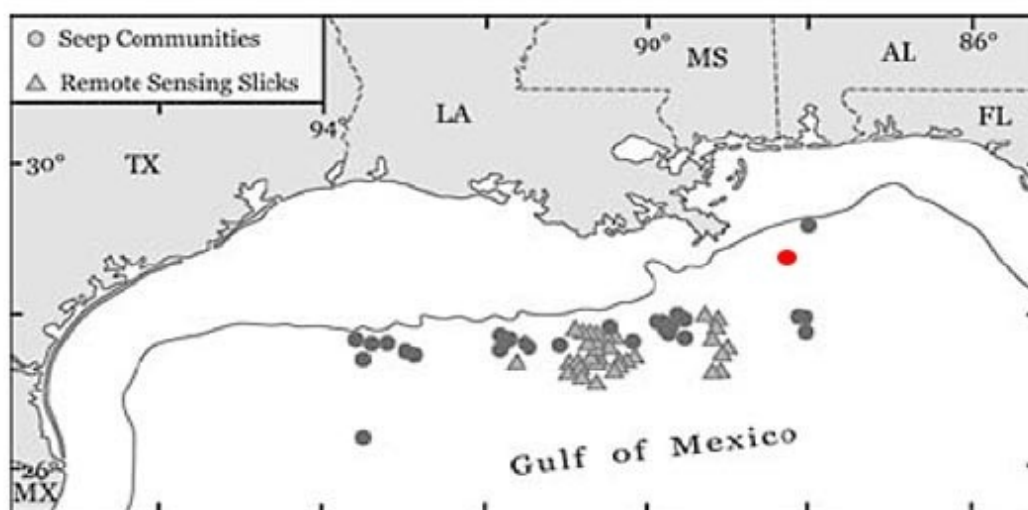 Seep Communities
Remote Sensing Slicks
90°
86°
MS
AL
LA
FL
94°
TX
30°
Gulf of Mexico
26°
MX